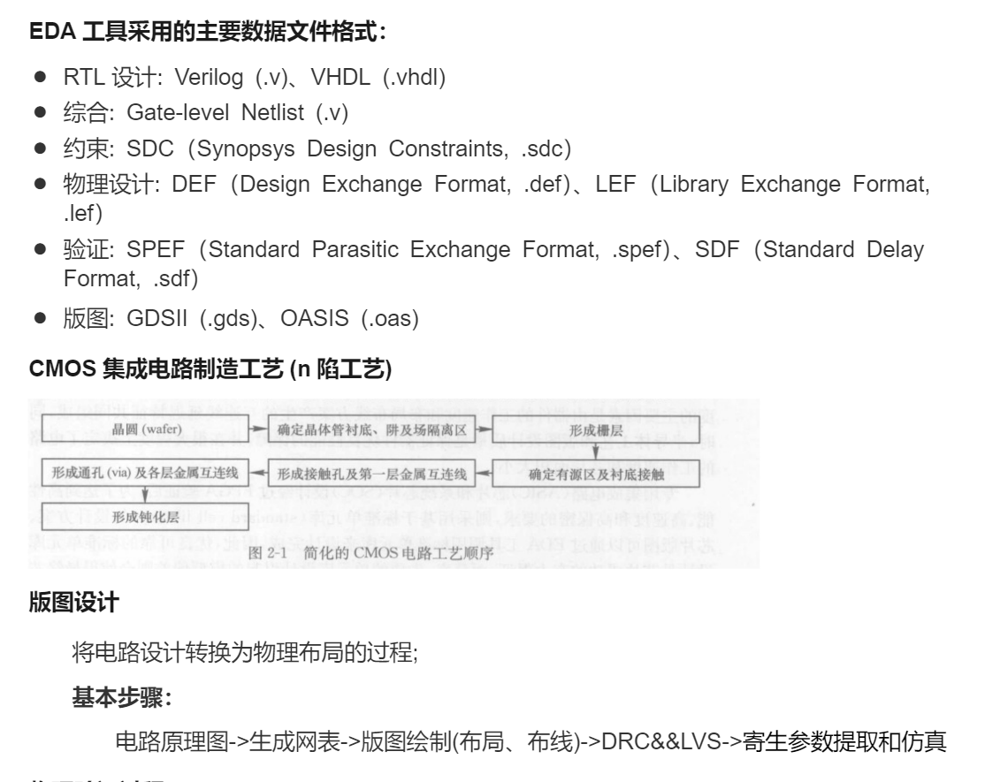 EDA 工具采用的主要数据文件格式：
● RTL 设计: Verilog (.v)、VHDL (.vhdl)
● 综合: Gate-level Netlist (.v)
● 约束: SDC（Synopsys Design Constraints, .sdc）
● 物理设计: DEF（Design Exchange Format, .def）、LEF（Library Exchange Format,
.lef）
● 验证: SPEF（Standard Parasitic Exchange Format, .spef）、SDF（Standard Delay
Format, .sdf）
● 版图: GDSII (.gds)、OASIS (.oas)
CMOS 集成电路制造工艺 (n 陷工艺)
晶圆 (wafer)
确定晶体管衬底、阱及场隔离区
形成栅层
确定有源区及衬底接触
形成接触孔及第一层金属互连线
形成通孔 (via) 及各层金属互连线
形成钝化层
图 2-1 简化的 CMOS 电路工艺顺序
版图设计
将电路设计转换为物理布局的过程;
基本步骤：
电路原理图->生成网表->版图绘制(布局、布线)->DRC&&LVS->寄生参数提取和仿真